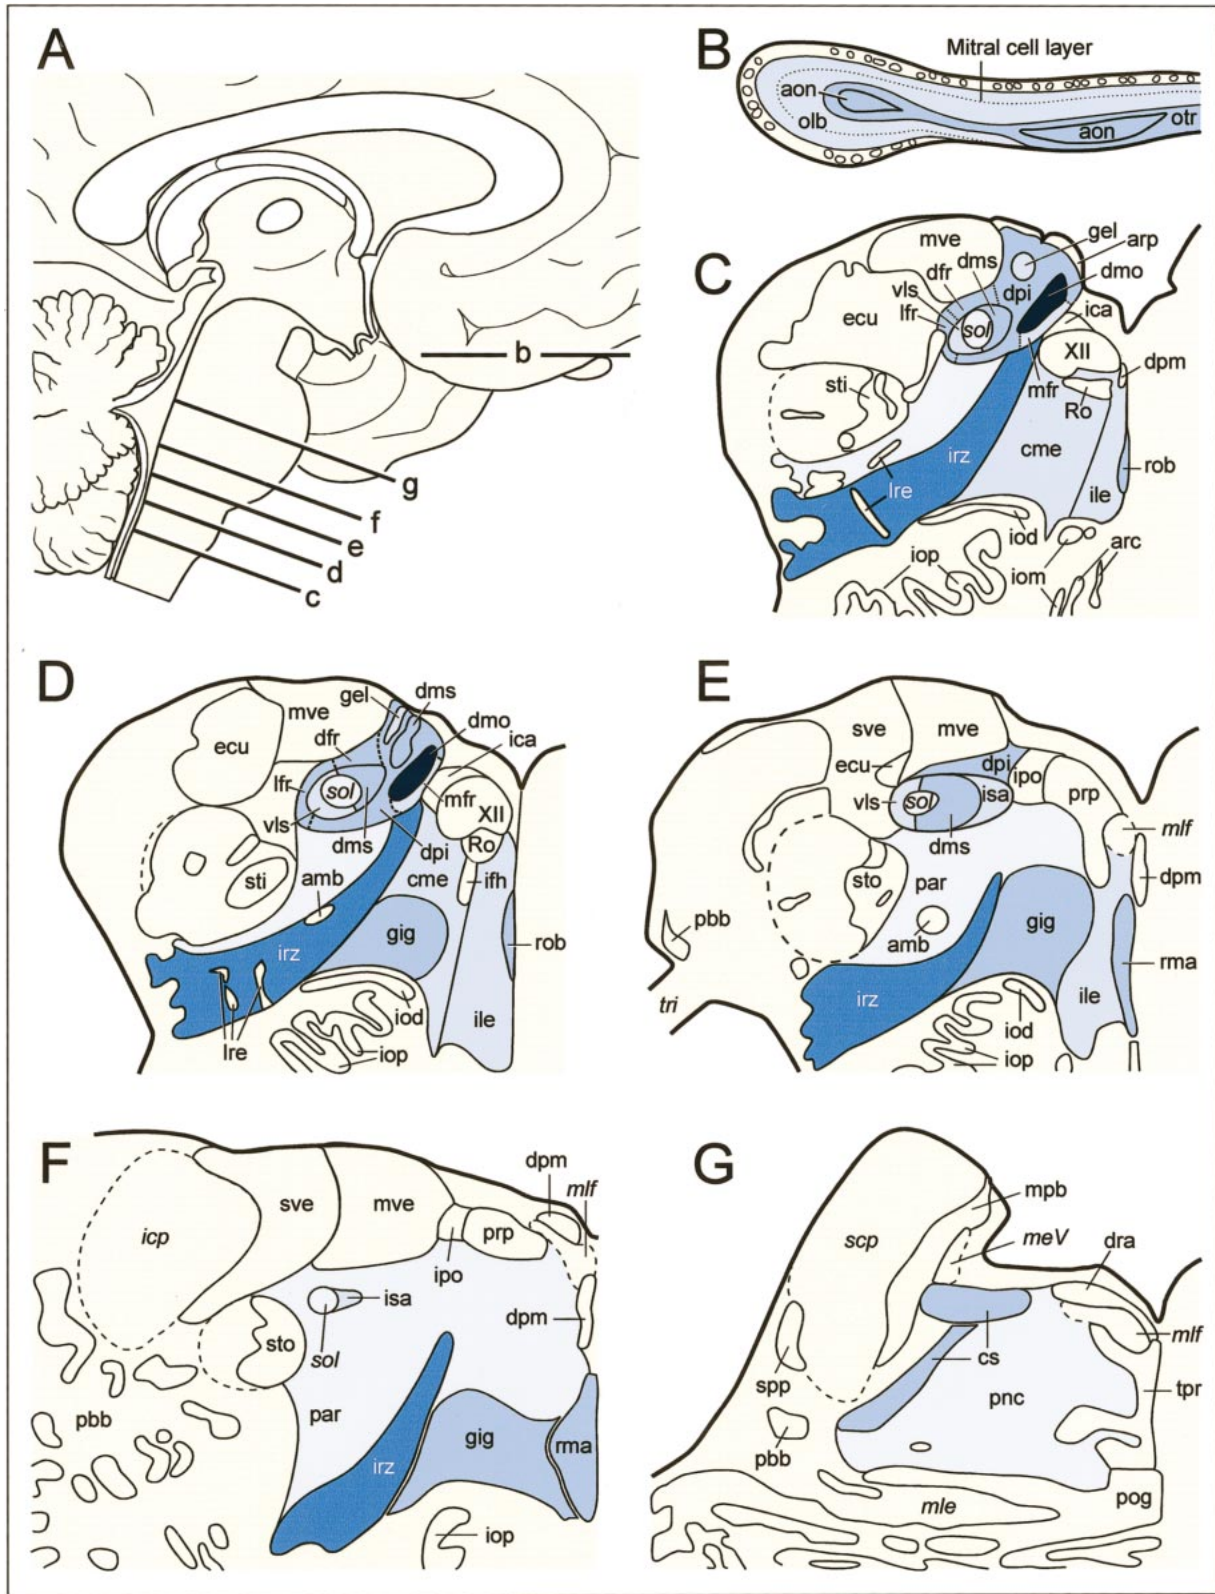 A
b
g
f
e
d
c
B
Mitral cell layer
aon
olb
aon
otr
C
mve
gel
arp
dms
dmo
dfr
dpi
vls
ica
lfr
sol
ecu
XII
dpm
sti
mfr
Ro
irz
cme
rob
lre
ile
iod
arc
iop
iom
D
gel
dms
mve
dmo
ecu
dfr
ica
lfr
sol
mfr
XII
vls
dms
dpi
Ro
sti
amb
cme
ifh
gig
rob
irz
iod
ile
lre
iop
E
sve
mve
ecu
dpi
ipo
vls
sol
isa
prp
mlf
dms
sto
par
dpm
pbb
amb
gig
rma
irz
tri
iod
ile
iop
F
dpm
mlf
sve
mve
icp
prp
ipo
isa
dpm
sto
sol
pbb
par
gig
rma
irz
iop
G
mpb
scp
meV
dra
mlf
cs
spp
pnc
tpr
pbb
pog
mle